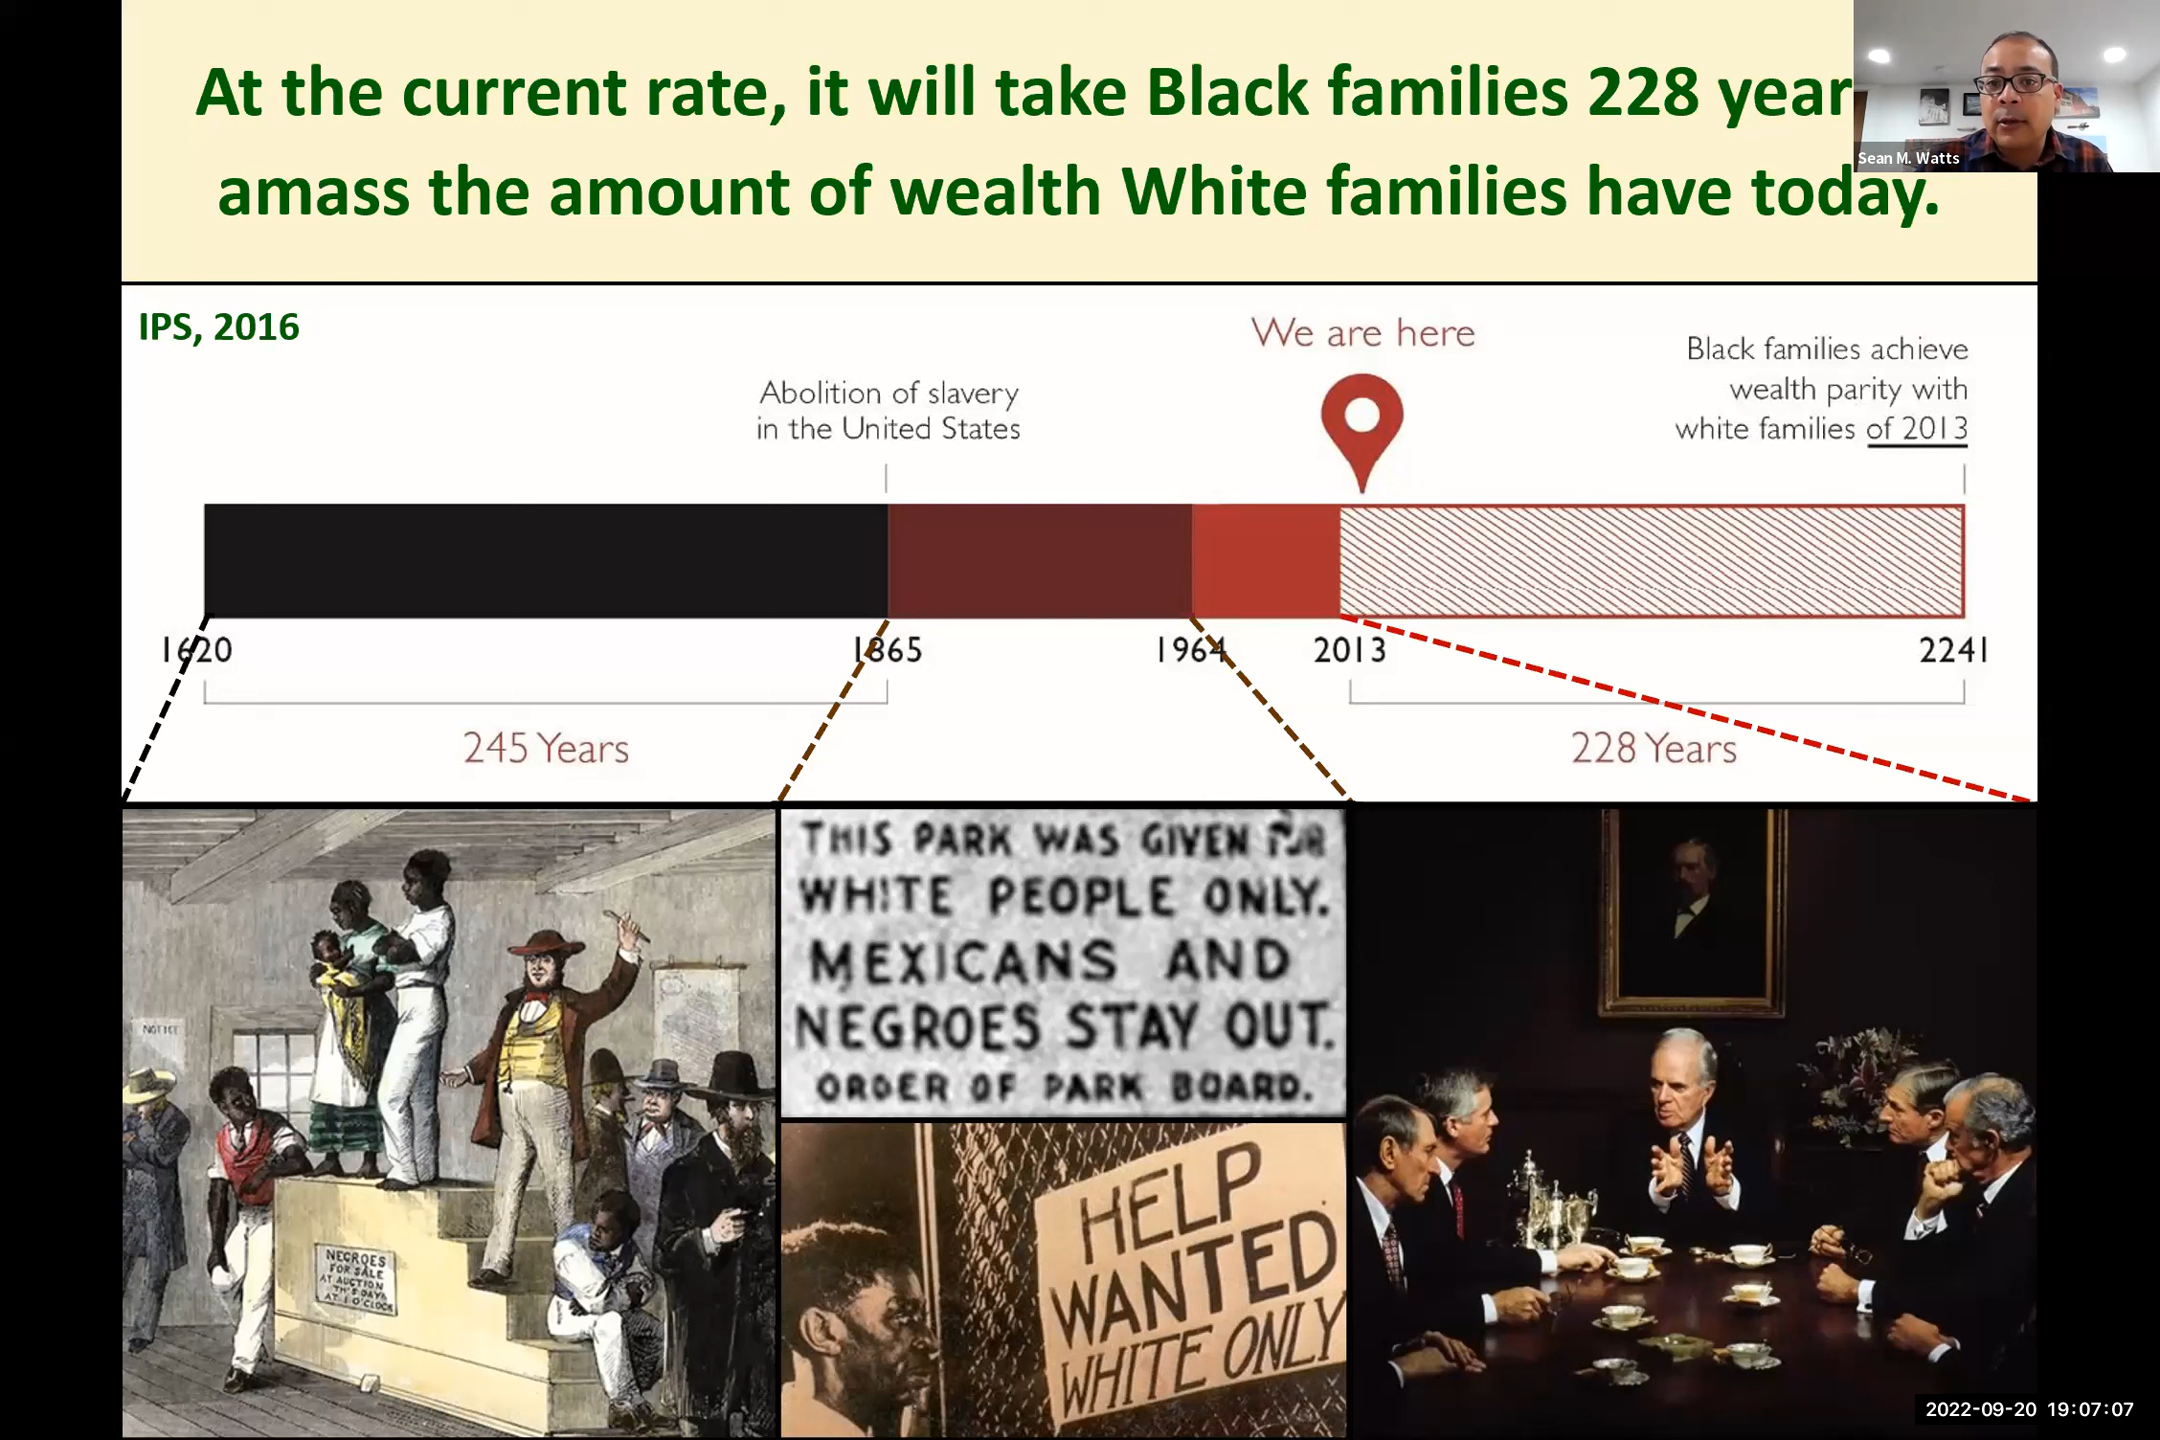 At the current rate, it will take Black families 228 year
amass the amount of wealth White families have today.
Sean M. Watts
IPS, 2016
We are here
Black families achieve
wealth parity with
white families of 2013
Abolition of slavery
in the United States
1620
1865
1964
2013
2241
245 Years
228 Years
THIS PARK WAS GIVEN FOR
WHITE PEOPLE ONLY.
MEXICANS AND
NEGROES STAY OUT.
ORDER OF PARK BOARD.
NOTICE
NEGROES
FOR SALE
AT AUCTION
THIS DAY
AT 1 O'CLOCK
HELP
WANTED
WHITE ONLY
2022-09-20 19:07:07